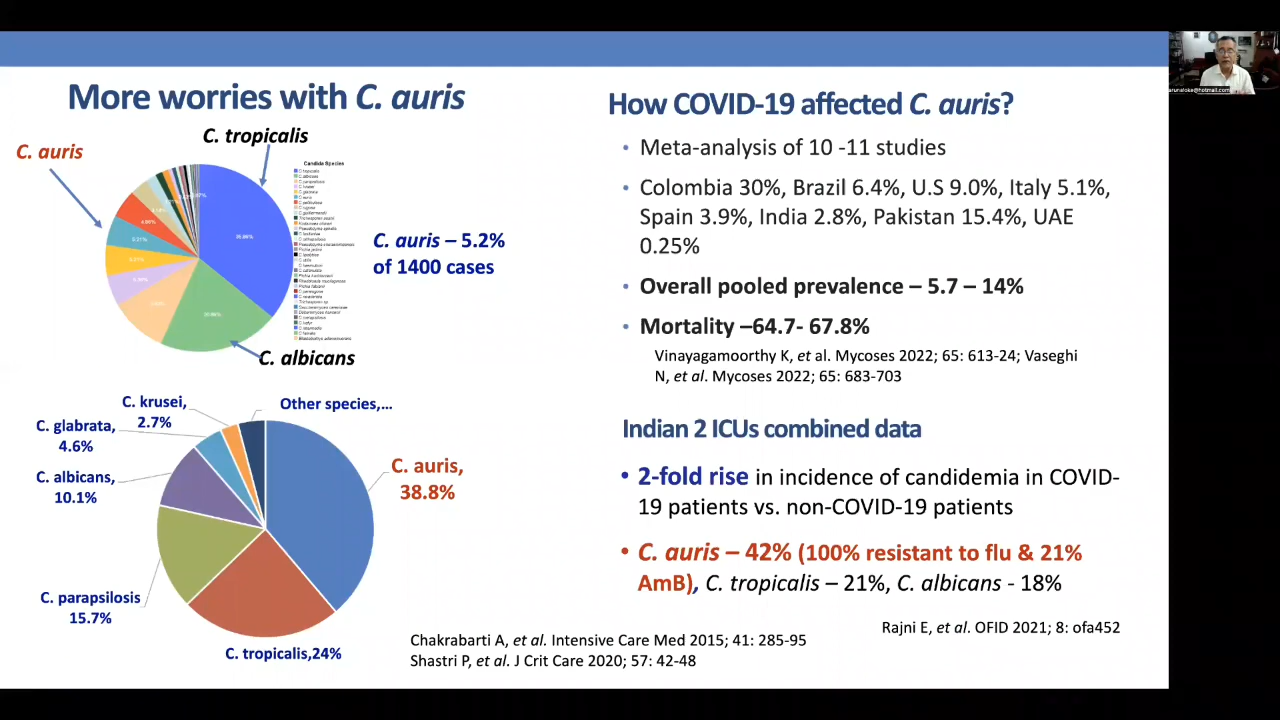 More worries with C. auris
C. tropicalis
C. auris
Candida Species
C. auris – 5.2%
of 1400 cases
C. albicans
C. krusei,
2.7%
Other species,...
C. glabrata,
4.6%
C. auris,
38.8%
C. albicans,
10.1%
C. parapsilosis
15.7%
C. tropicalis,24%
Chakrabarti A, et al. Intensive Care Med 2015; 41: 285-95
Shastri P, et al. J Crit Care 2020; 57: 42-48
How COVID-19 affected C. auris?
• Meta-analysis of 10 -11 studies
• Colombia 30%, Brazil 6.4%, U.S 9.0%, Italy 5.1%,
Spain 3.9%, India 2.8%, Pakistan 15.4%, UAE
0.25%
• Overall pooled prevalence – 5.7 – 14%
• Mortality –64.7- 67.8%
Vinayagamoorthy K, et al. Mycoses 2022; 65: 613-24; Vaseghi
N, et al. Mycoses 2022; 65: 683-703
Indian 2 ICUs combined data
• 2-fold rise in incidence of candidemia in COVID-
19 patients vs. non-COVID-19 patients
• C. auris – 42% (100% resistant to flu & 21%
AmB), C. tropicalis – 21%, C. albicans - 18%
Rajni E, et al. OFID 2021; 8: ofa452
arunaloke@hotmail.com